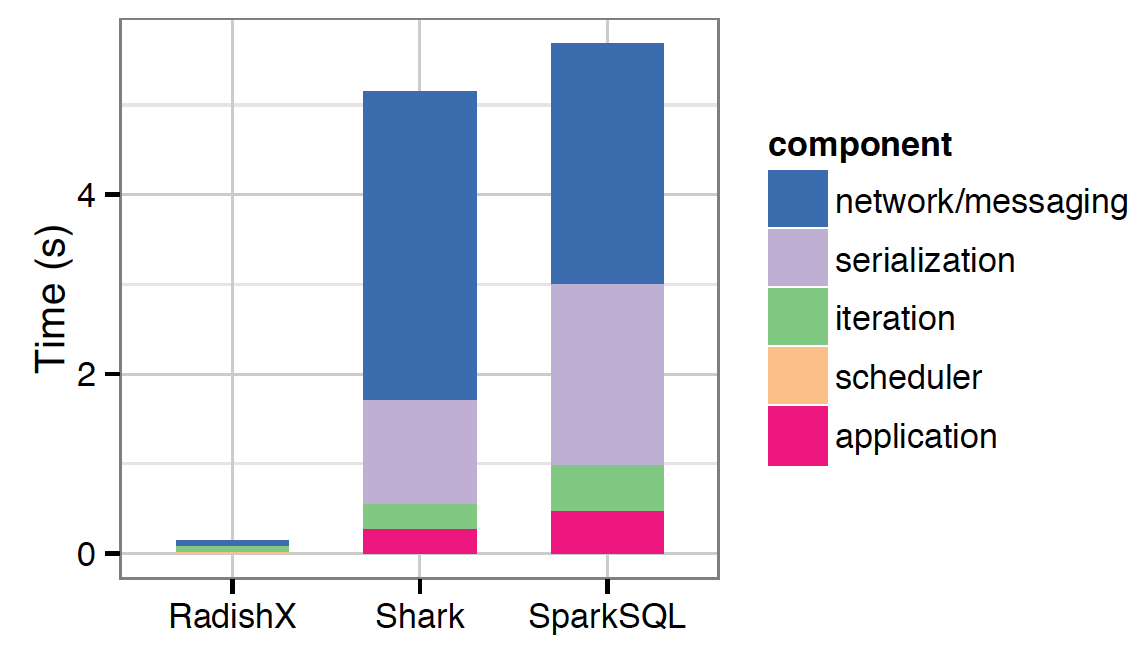 Time (s)
4
2
0
RadishX Shark SparkSQL
component
network/messaging
serialization
iteration
scheduler
application